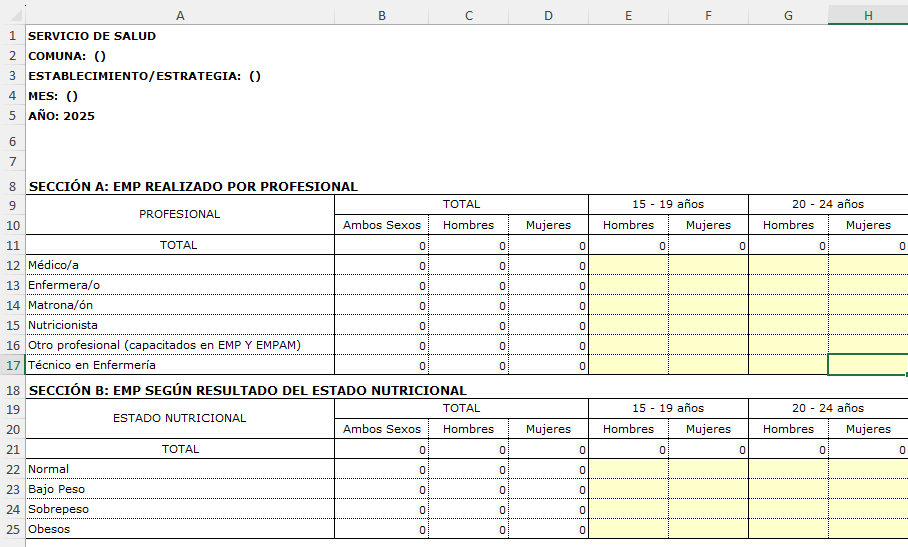 A B C D E F G H
1 SERVICIO DE SALUD
2 COMUNA: ()
3 ESTABLECIMIENTO/ESTRATEGIA: ()
4 MES: ()
5 AÑO: 2025
6
7
8 SECCIÓN A: EMP REALIZADO POR PROFESIONAL
9 PROFESIONAL TOTAL 15 - 19 años 20 - 24 años
10 Ambos Sexos Hombres Mujeres Hombres Mujeres Hombres Mujeres
11 TOTAL 0 0 0 0 0 0 0
12 Médico/a 0 0 0
13 Enfermera/o 0 0 0
14 Matrona/ón 0 0 0
15 Nutricionista 0 0 0
16 Otro profesional (capacitados en EMP Y EMPAM) 0 0 0
17 Técnico en Enfermería 0 0 0
18 SECCIÓN B: EMP SEGÚN RESULTADO DEL ESTADO NUTRICIONAL
19 ESTADO NUTRICIONAL TOTAL 15 - 19 años 20 - 24 años
20 Ambos Sexos Hombres Mujeres Hombres Mujeres Hombres Mujeres
21 TOTAL 0 0 0 0 0 0 0
22 Normal 0 0 0
23 Bajo Peso 0 0 0
24 Sobrepeso 0 0 0
25 Obesos 0 0 0